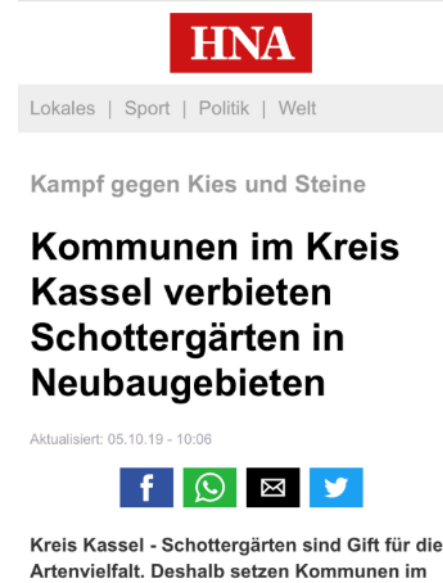 HNA
Lokales | Sport | Politik | Welt
Kampf gegen Kies und Steine
Kommunen im Kreis
Kassel verbieten
Schottergärten in
Neubaugebieten
Aktualisiert: 05.10.19 - 10:06
Kreis Kassel - Schottergärten sind Gift für die
Artenvielfalt. Deshalb setzen Kommunen im